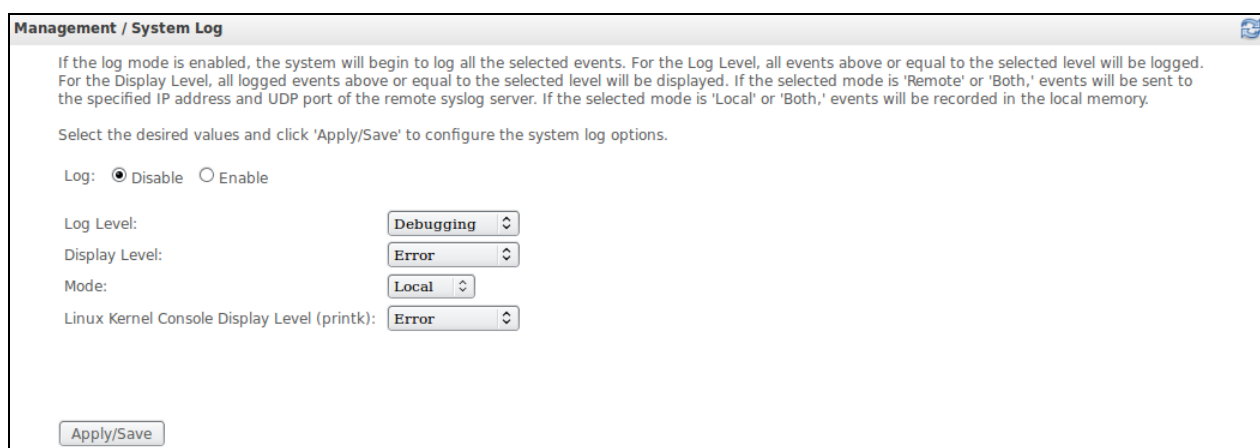 Management / System Log
If the log mode is enabled, the system will begin to log all the selected events. For the Log Level, all events above or equal to the selected level will be logged.
For the Display Level, all logged events above or equal to the selected level will be displayed. If the selected mode is 'Remote' or 'Both,' events will be sent to
the specified IP address and UDP port of the remote syslog server. If the selected mode is 'Local' or 'Both,' events will be recorded in the local memory.
Select the desired values and click 'Apply/Save' to configure the system log options.
Log: Disable Enable
Log Level: Debugging
Display Level: Error
Mode: Local
Linux Kernel Console Display Level (printk): Error
Apply/Save